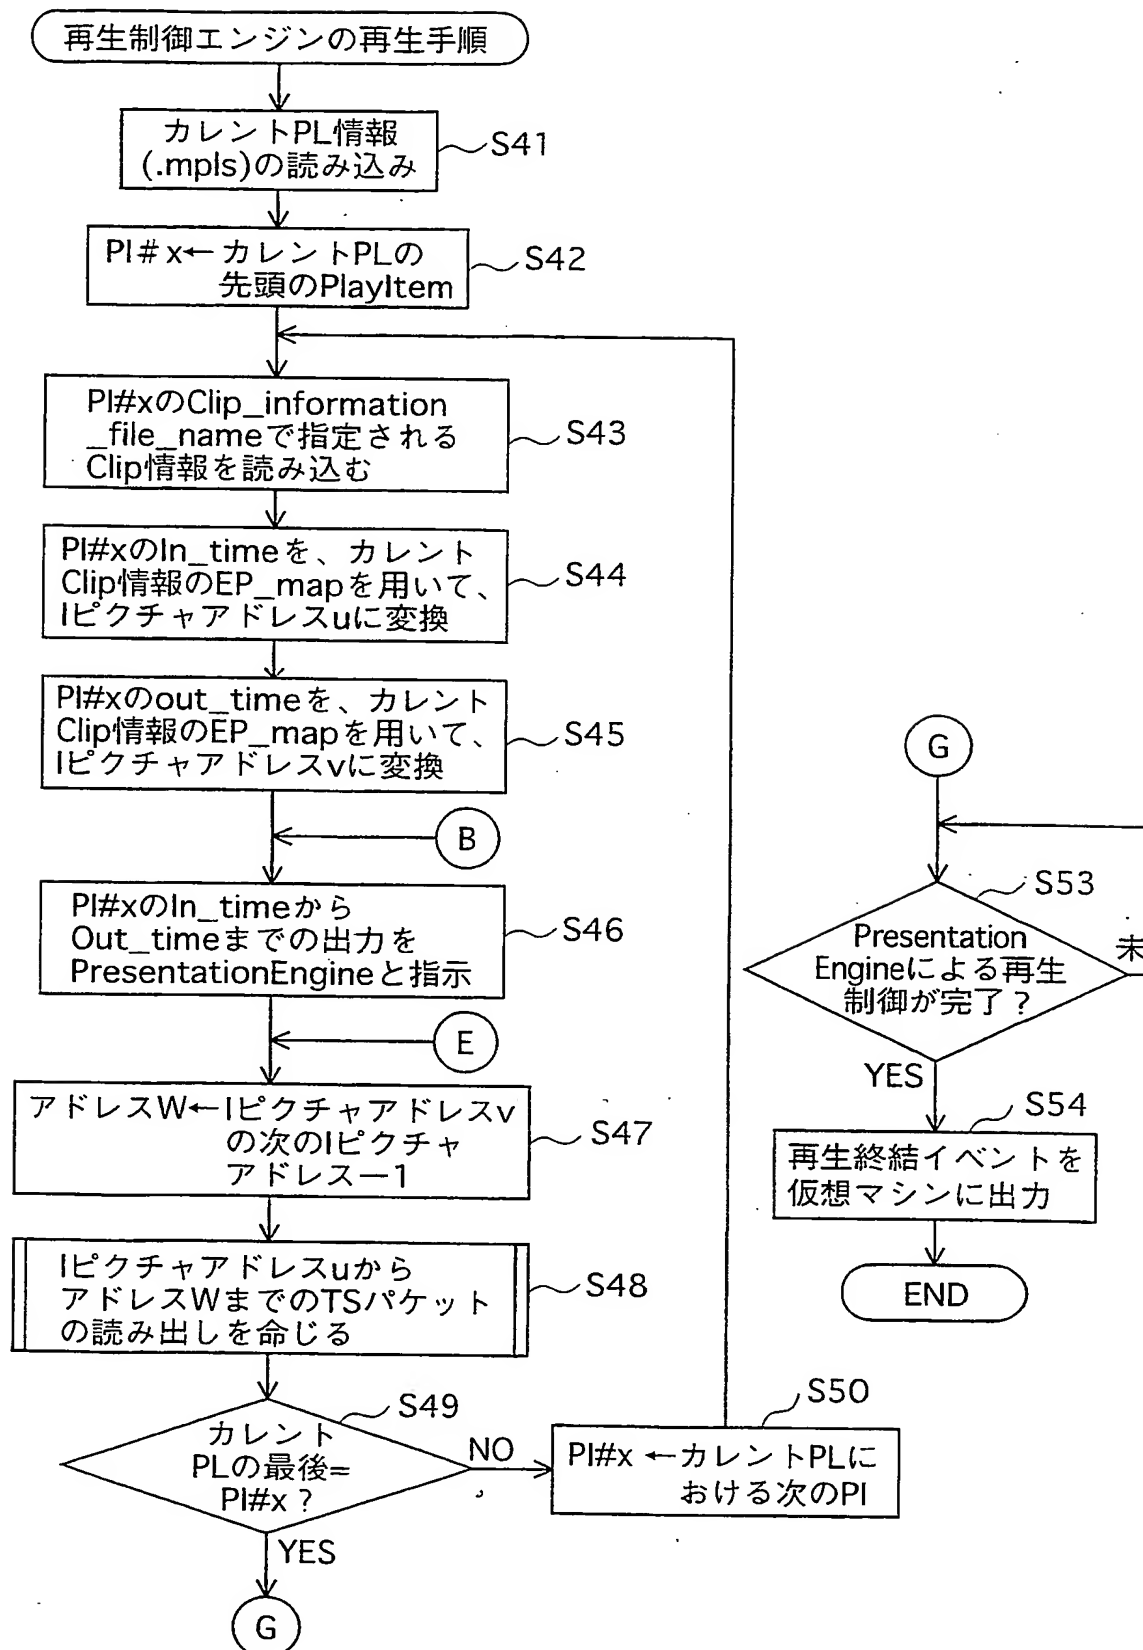 再生制御エンジンの再生手順
カレントPL情報
(.mpls)の読み込み
S41
PI#x←カレントPLの
先頭のPlayItem
S42
PI#xのClip_information
_file_nameで指定される
Clip情報を読み込む
S43
PI#xのIn_timeを、カレント
Clip情報のEP_mapを用いて、
Iピクチャアドレスuに変換
S44
PI#xのout_timeを、カレント
Clip情報のEP_mapを用いて、
Iピクチャアドレスvに変換
S45
B
PI#xのIn_timeから
Out_timeまでの出力を
PresentationEngineと指示
S46
E
アドレスW←Iピクチャアドレスv
の次のIピクチャ
アドレスー1
S47
Iピクチャアドレスuから
アドレスWまでのTSパケット
の読み出しを命じる
S48
カレント
PLの最後=
PI#x？
S49
NO
YES
G
PI#x ←カレントPLに
おける次のPI
S50
G
Presentation
Engineによる再生
制御が完了？
S53
未
YES
再生終結イベントを
仮想マシンに出力
S54
END